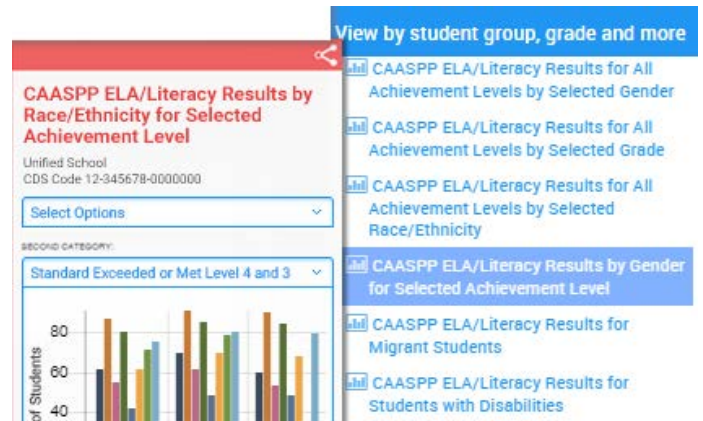 CAASPP ELA/Literacy Results by
Race/Ethnicity for Selected
Achievement Level
Unified School
CDS Code 12-345678-0000000
Select Options
SECOND CATEGORY:
Standard Exceeded or Met Level 4 and 3
80
60
40
of Students
View by student group, grade and more
CAASPP ELA/Literacy Results for All
Achievement Levels by Selected Gender
CAASPP ELA/Literacy Results for All
Achievement Levels by Selected Grade
CAASPP ELA/Literacy Results for All
Achievement Levels by Selected
Race/Ethnicity
CAASPP ELA/Literacy Results by Gender
for Selected Achievement Level
CAASPP ELA/Literacy Results for
Migrant Students
CAASPP ELA/Literacy Results for
Students with Disabilities